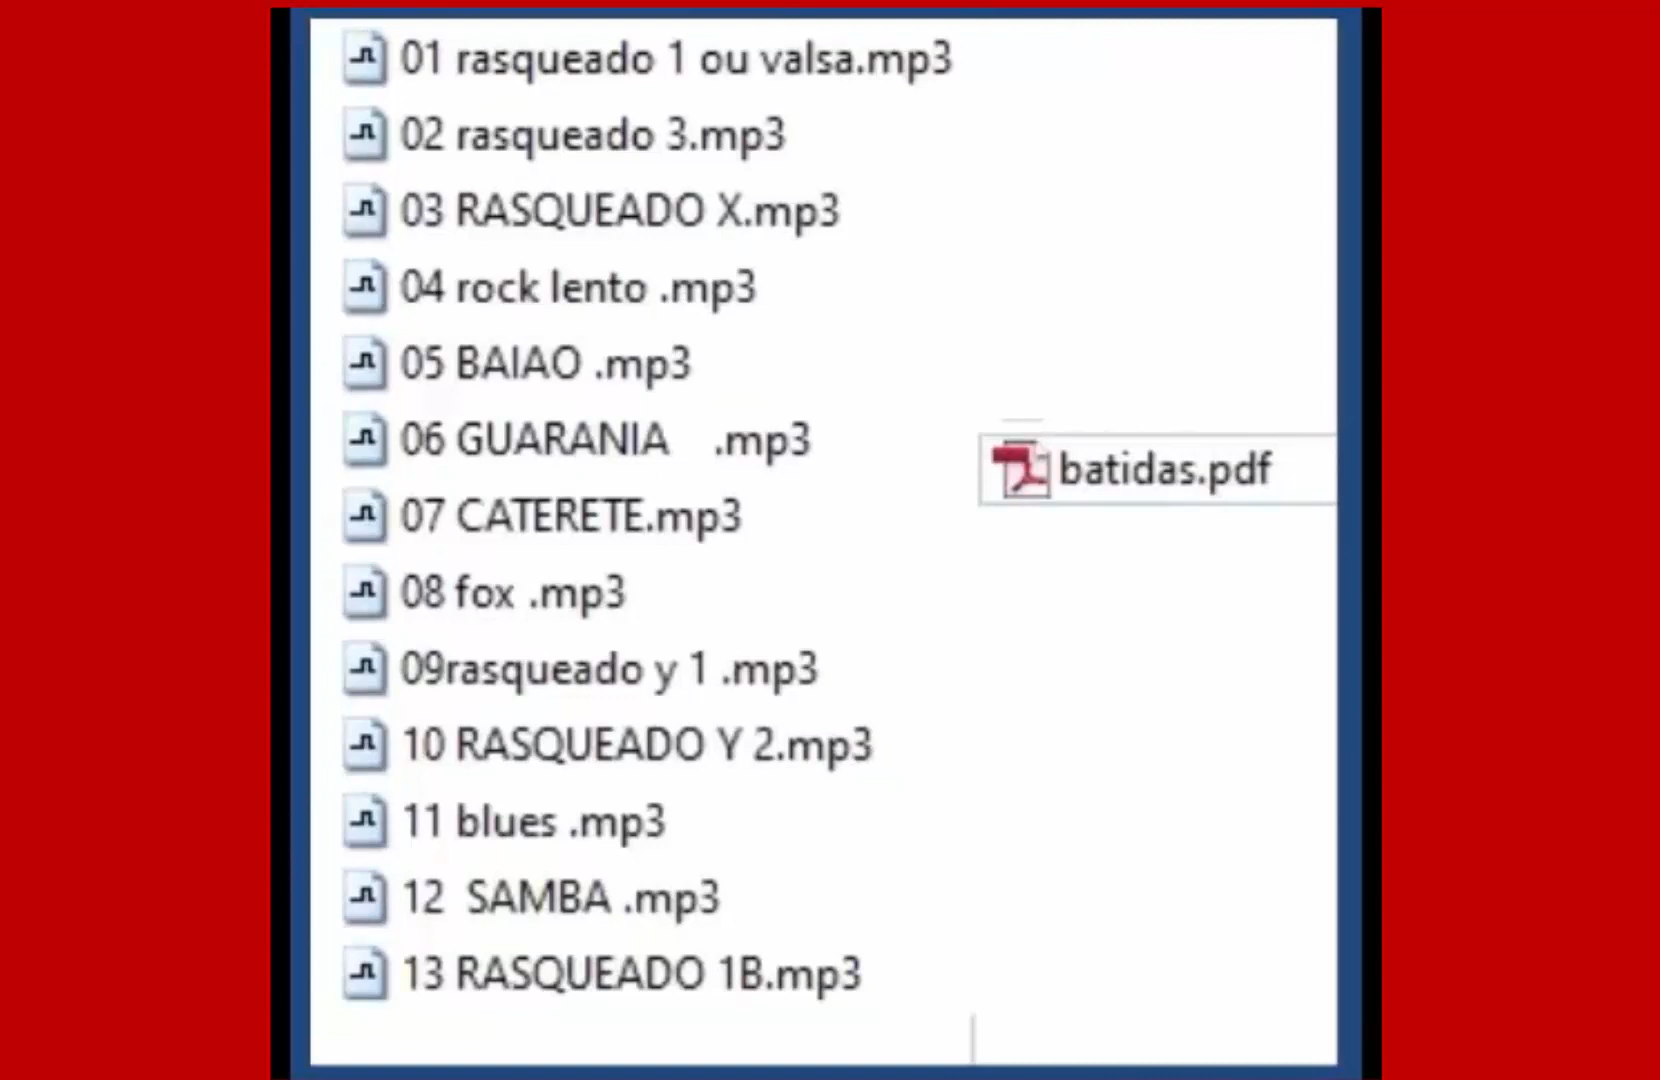 01 rasqueado 1 ou valsa.mp3
02 rasqueado 3.mp3
03 RASQUEADO X.mp3
04 rock lento .mp3
05 BAIAO .mp3
06 GUARANIA    .mp3
batidas.pdf
07 CATERETE.mp3
08 fox .mp3
09rasqueado y 1 .mp3
10 RASQUEADO Y 2.mp3
11 blues .mp3
12  SAMBA .mp3
13 RASQUEADO 1B.mp3